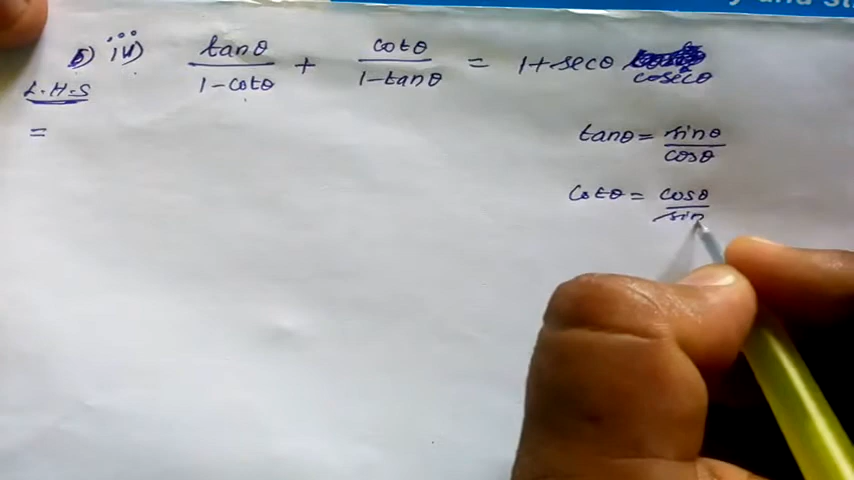 5) iii) tanθ / 1-cotθ + cotθ / 1-tanθ = 1+secθ cosecθ
L.H.S
=
tanθ = sinθ / cosθ
cotθ = cosθ / sin